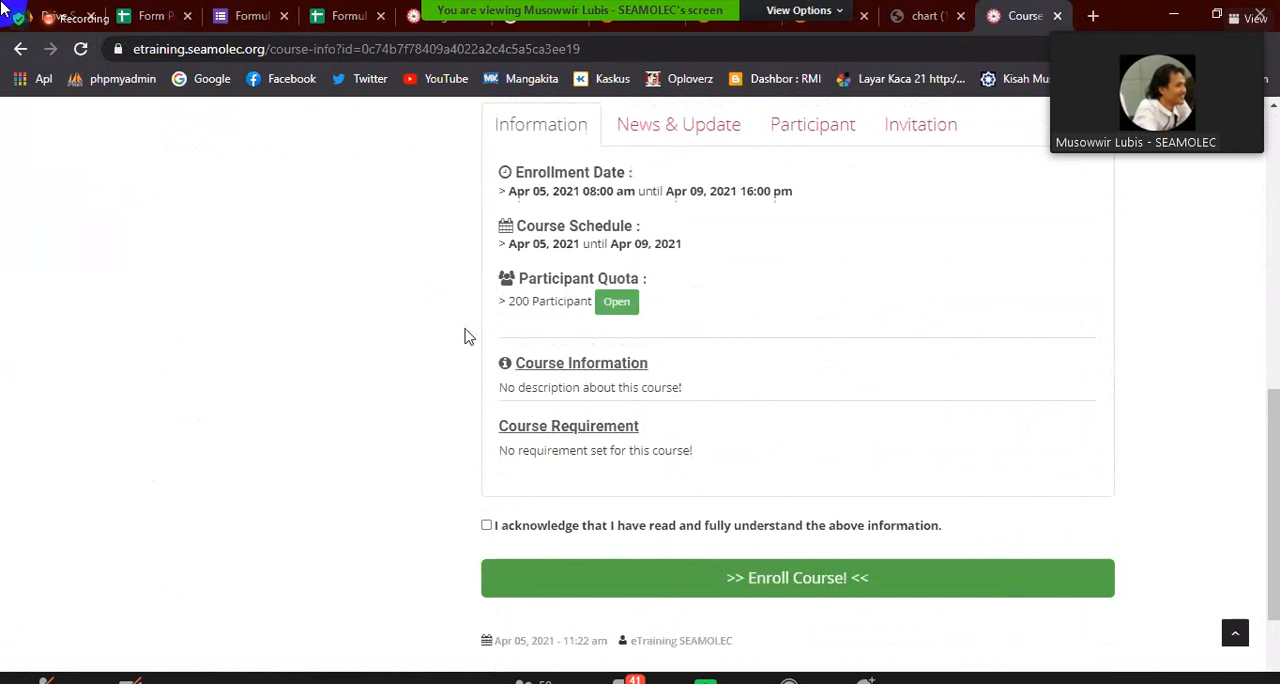 Recording
Form P
Formul
Formul
You are viewing Musowwir Lubis - SEAMOLEC's screen
View Options
chart (
Course
View
etraining.seamolec.org/course-info?id=0c74b7f78409a4022a2c4c5a5ca3ee19
Apl
phpmyadmin
Google
Facebook
Twitter
YouTube
MK Mangakita
K Kaskus
Oploverz
Dashbor : RMI
Layar Kaca 21 http:/...
Kisah Mu
Musowwir Lubis - SEAMOLEC
Information
News & Update
Participant
Invitation
Enrollment Date :
> Apr 05, 2021 08:00 am until Apr 09, 2021 16:00 pm
Course Schedule :
> Apr 05, 2021 until Apr 09, 2021
Participant Quota :
> 200 Participant Open
Course Information
No description about this course!
Course Requirement
No requirement set for this course!
I acknowledge that I have read and fully understand the above information.
>> Enroll Course! <<
Apr 05, 2021 - 11:22 am eTraining SEAMOLEC
41